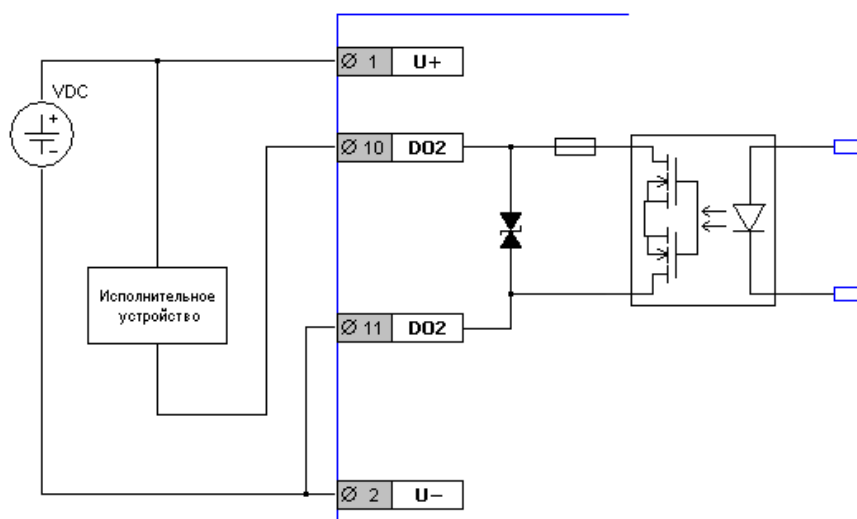 Ø 1 U+
VDC
Ø 10 DO2
Исполнительное
устройство
Ø 11 DO2
Ø 2 U−